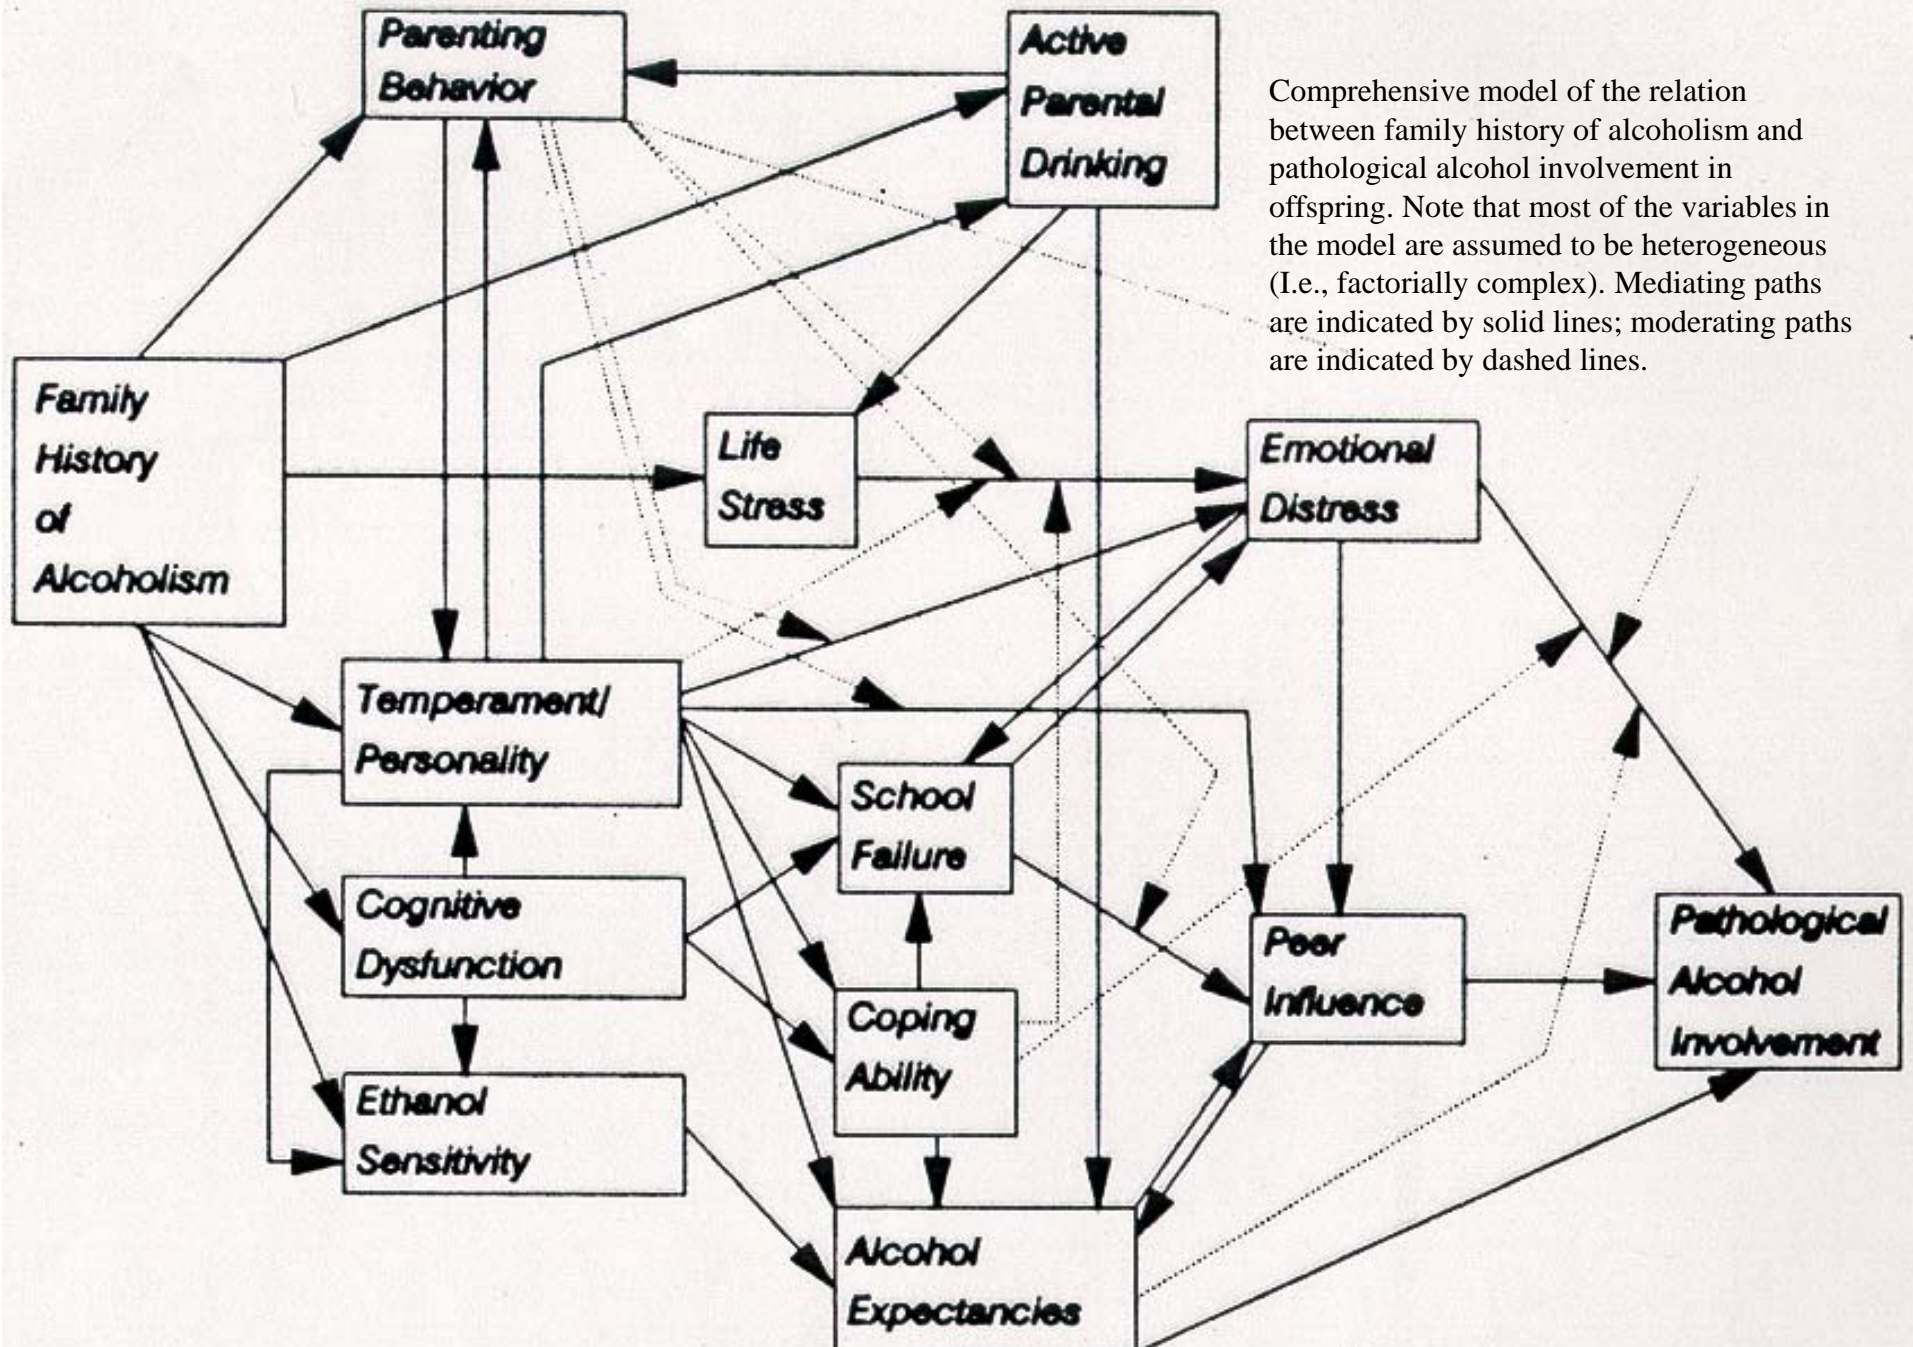 Parenting
Behavior
Active
Parental
Drinking
Comprehensive model of the relation
between family history of alcoholism and
pathological alcohol involvement in
offspring. Note that most of the variables in
the model are assumed to be heterogeneous
(I.e., factorially complex). Mediating paths
are indicated by solid lines; moderating paths
are indicated by dashed lines.
Family
History
of
Alcoholism
Life
Stress
Emotional
Distress
Temperament/
Personality
School
Failure
Cognitive
Dysfunction
Peer
Influence
Pathological
Alcohol
Involvement
Coping
Ability
Ethanol
Sensitivity
Alcohol
Expectancies